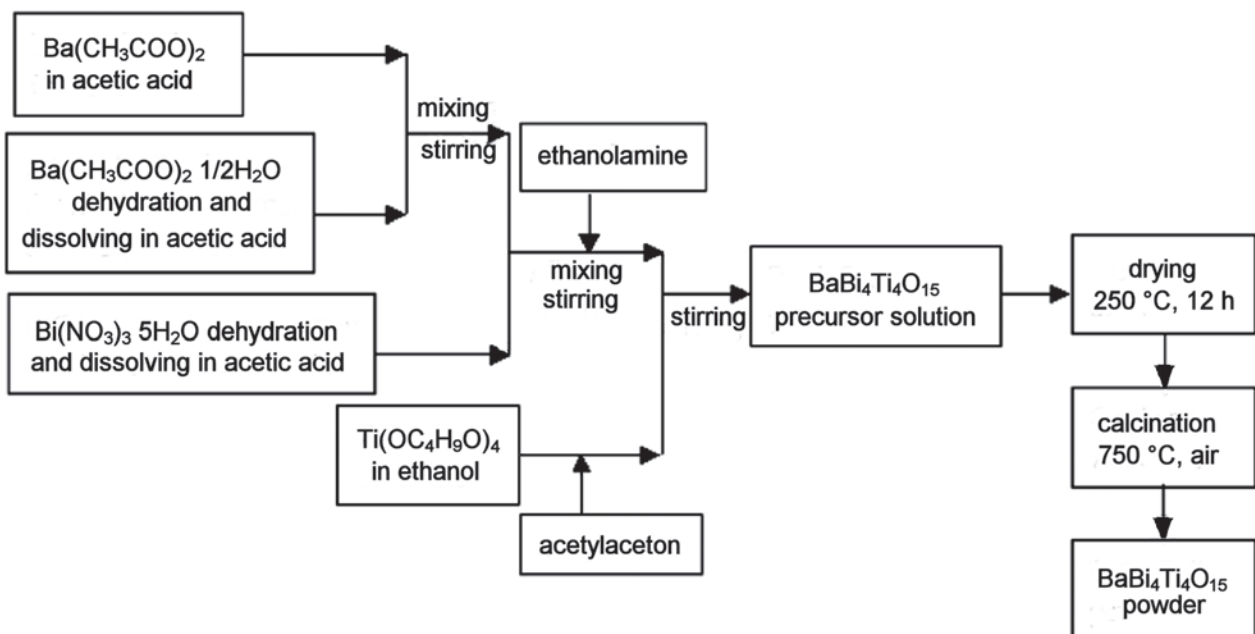 Ba(CH₃COO)₂
in acetic acid
Ba(CH₃COO)₂ 1/2H₂O
dehydration and
dissolving in acetic acid
mixing
stirring
Bi(NO₃)₃ 5H₂O dehydration
and dissolving in acetic acid
ethanolamine
mixing
stirring
Ti(OC₄H₉O)₄
in ethanol
acetylaceton
stirring
BaBi₄Ti₄O₁₅
precursor solution
drying
250 °C, 12 h
calcination
750 °C, air
BaBi₄Ti₄O₁₅
powder